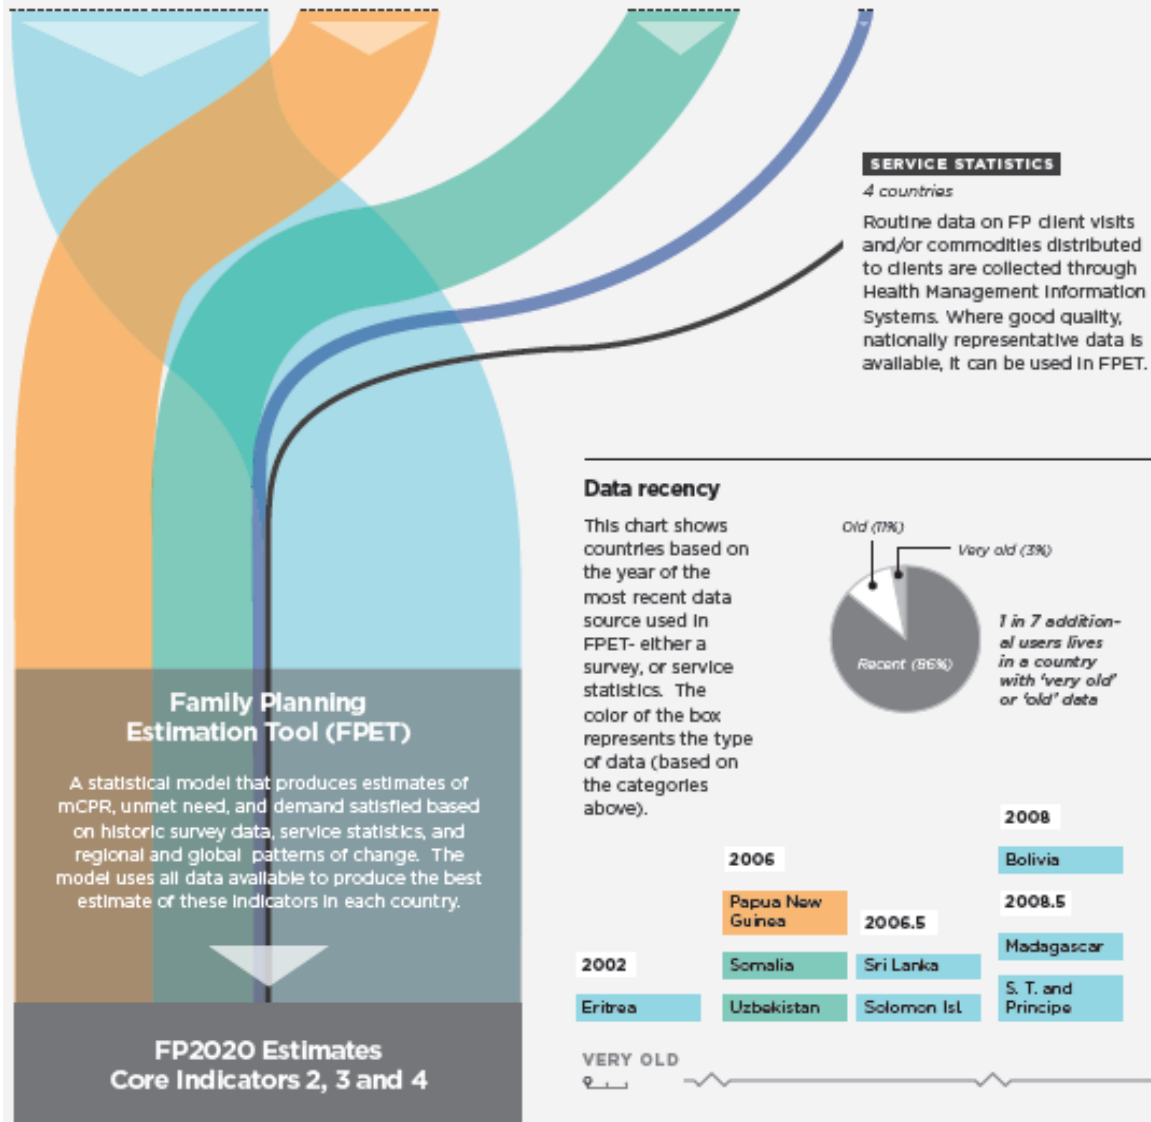 SERVICE STATISTICS
4 countries
Routine data on FP client visits
and/or commodities distributed
to clients are collected through
Health Management Information
Systems. Where good quality,
nationally representative data is
available, it can be used in FPET.
Data recency
This chart shows
countries based on
the year of the
most recent data
source used in
FPET- either a
survey, or service
statistics. The
color of the box
represents the type
of data (based on
the categories
above).
Old (11%)
Very old (3%)
Recent (86%)
1 in 7 addition-
al users lives
in a country
with 'very old'
or 'old' data
Family Planning
Estimation Tool (FPET)
A statistical model that produces estimates of
mCPR, unmet need, and demand satisfied based
on historic survey data, service statistics, and
regional and global patterns of change. The
model uses all data available to produce the best
estimate of these indicators in each country.
FP2020 Estimates
Core Indicators 2, 3 and 4
2002
Eritrea
2006
Papua New
Guinea
Somalia
Uzbekistan
2006.5
Sri Lanka
Solomon Isl.
2008
Bolivia
2008.5
Madagascar
S. T. and
Principe
VERY OLD